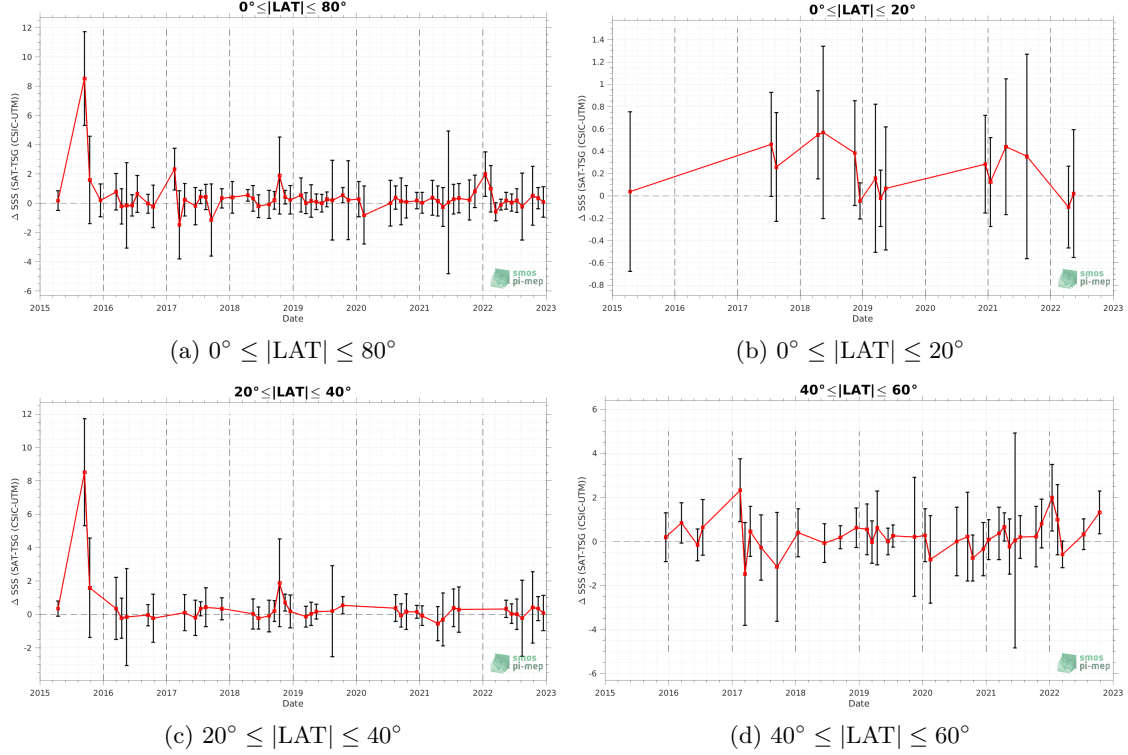 0°≤|LAT|≤ 80°
Δ SSS (SAT-TSG (CSIC-UTM))
12
10
8
6
4
2
0
-2
-4
-6
2015 2016 2017 2018 2019 2020 2021 2022 2023
Date
smos
pi-mep
(a) 0° ≤ |LAT| ≤ 80°
0°≤|LAT|≤ 20°
Δ SSS (SAT-TSG (CSIC-UTM))
1.4
1.2
1
0.8
0.6
0.4
0.2
0
-0.2
-0.4
-0.6
-0.8
2015 2016 2017 2018 2019 2020 2021 2022 2023
Date
smos
pi-mep
(b) 0° ≤ |LAT| ≤ 20°
20°≤|LAT|≤ 40°
Δ SSS (SAT-TSG (CSIC-UTM))
12
10
8
6
4
2
0
-2
2015 2016 2017 2018 2019 2020 2021 2022 2023
Date
smos
pi-mep
(c) 20° ≤ |LAT| ≤ 40°
40°≤|LAT|≤ 60°
Δ SSS (SAT-TSG (CSIC-UTM))
6
4
2
0
-2
-4
-6
2015 2016 2017 2018 2019 2020 2021 2022 2023
Date
smos
pi-mep
(d) 40° ≤ |LAT| ≤ 60°